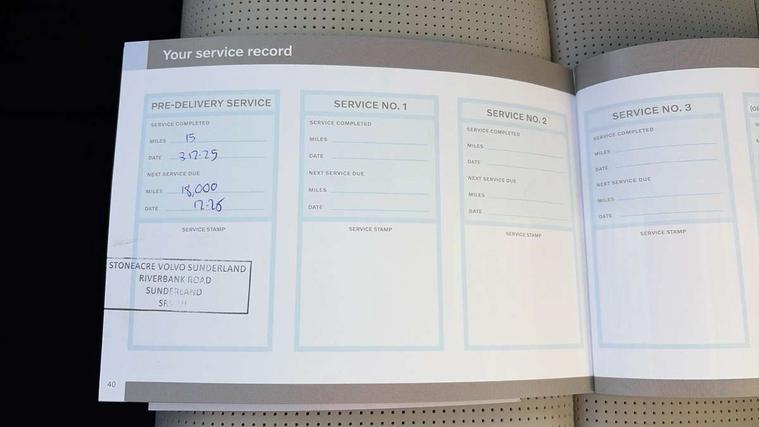 Your service record
PRE-DELIVERY SERVICE
SERVICE COMPLETED
MILES 15
DATE 3-12-25
NEXT SERVICE DUE
MILES 18,000
DATE 12-26
SERVICE STAMP
STONEACRE VOLVO SUNDERLAND
RIVERBANK ROAD
SUNDERLAND
40
SERVICE NO. 1
SERVICE COMPLETED
MILES
DATE
NEXT SERVICE DUE
MILES
DATE
SERVICE STAMP
SERVICE NO. 2
SERVICE COMPLETED
MILES
DATE
NEXT SERVICE DUE
MILES
DATE
SERVICE STAMP
SERVICE NO. 3
SERVICE COMPLETED
MILES
DATE
NEXT SERVICE DUE
MILES
DATE
SERVICE STAMP